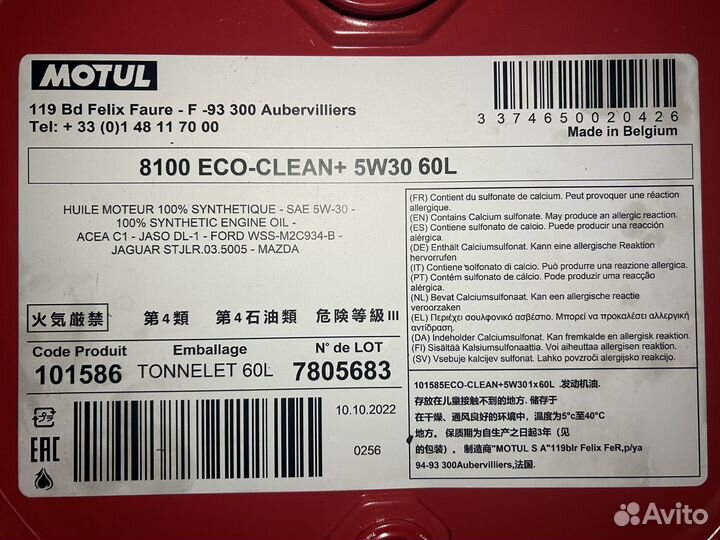 MOTUL
119 Bd Felix Faure - F -93 300 Aubervilliers
Tel: + 33 (0)1 48 11 70 00
3 374650 020426
Made in Belgium
8100 ECO-CLEAN+ 5W30 60L
HUILE MOTEUR 100% SYNTHETIQUE - SAE 5W-30 -
100% SYNTHETIC ENGINE OIL -
ACEA C1 - JASO DL-1 - FORD WSS-M2C934-B -
JAGUAR STJLR.03.5005 - MAZDA
(FR) Contient du sulfonate de calcium. Peut provoquer une réaction
allergique.
(EN) Contains Calcium sulfonate. May produce an allergic reaction.
(ES) Contiene sulfonato de calcio. Puede producir una reacción
alérgica.
(DE) Enthält Calciumsulfonat. Kann eine allergische Reaktion
hervorrufen
(IT) Contiene solfonato di calcio. Può produrre una reazione allergica.
(PT) Contém sulfonato de cálcio. Pode produzir uma reacção
alérgica.
(NL) Bevat Calciumsulfonaat. Kan een allergische reactie
veroorzaken
(EL) Περιέχει σουλφονικό ασβέστιο. Μπορεί να προκαλέσει αλλεργική
αντίδραση.
(DA) Indeholder Calciumsulfonat. Kan fremkalde en allergisk reaktion.
(FI) Sisältää Kalsiumsulfonaattia. Voi aiheuttaa allergisen reaktion.
(SV) Vsebuje kalcijev sulfonat. Lahko povzroči alergijsko reakcijo.
火気厳禁 第4類 第4石油類 危険等級III
Code Produit Emballage N° de LOT
101586 TONNELET 60L 7805683
10.10.2022
0256
EAC
101585ECO-CLEAN+5W301x60L .发动机油.
存放在儿童接触不到的地方. 储存于
在干燥、通风良好的环境中，温度为5°c至40°C
地方。 保质期为自生产之日起3年（见
的包装）。 制造商"MOTUL S A"119blr Felix FeR,p/ya
94-93 300Aubervilliers,法国.
Avito